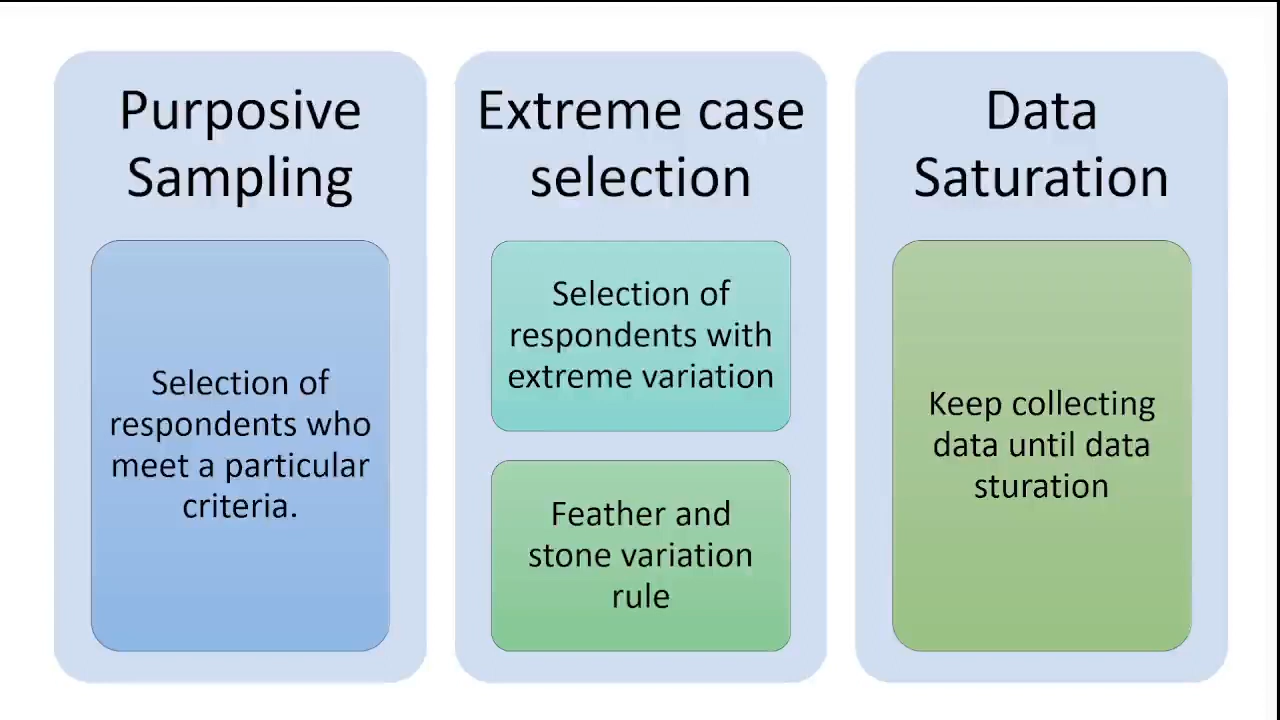 Purposive
Sampling
Selection of
respondents who
meet a particular
criteria.
Extreme case
selection
Selection of
respondents with
extreme variation
Feather and
stone variation
rule
Data
Saturation
Keep collecting
data until data
sturation